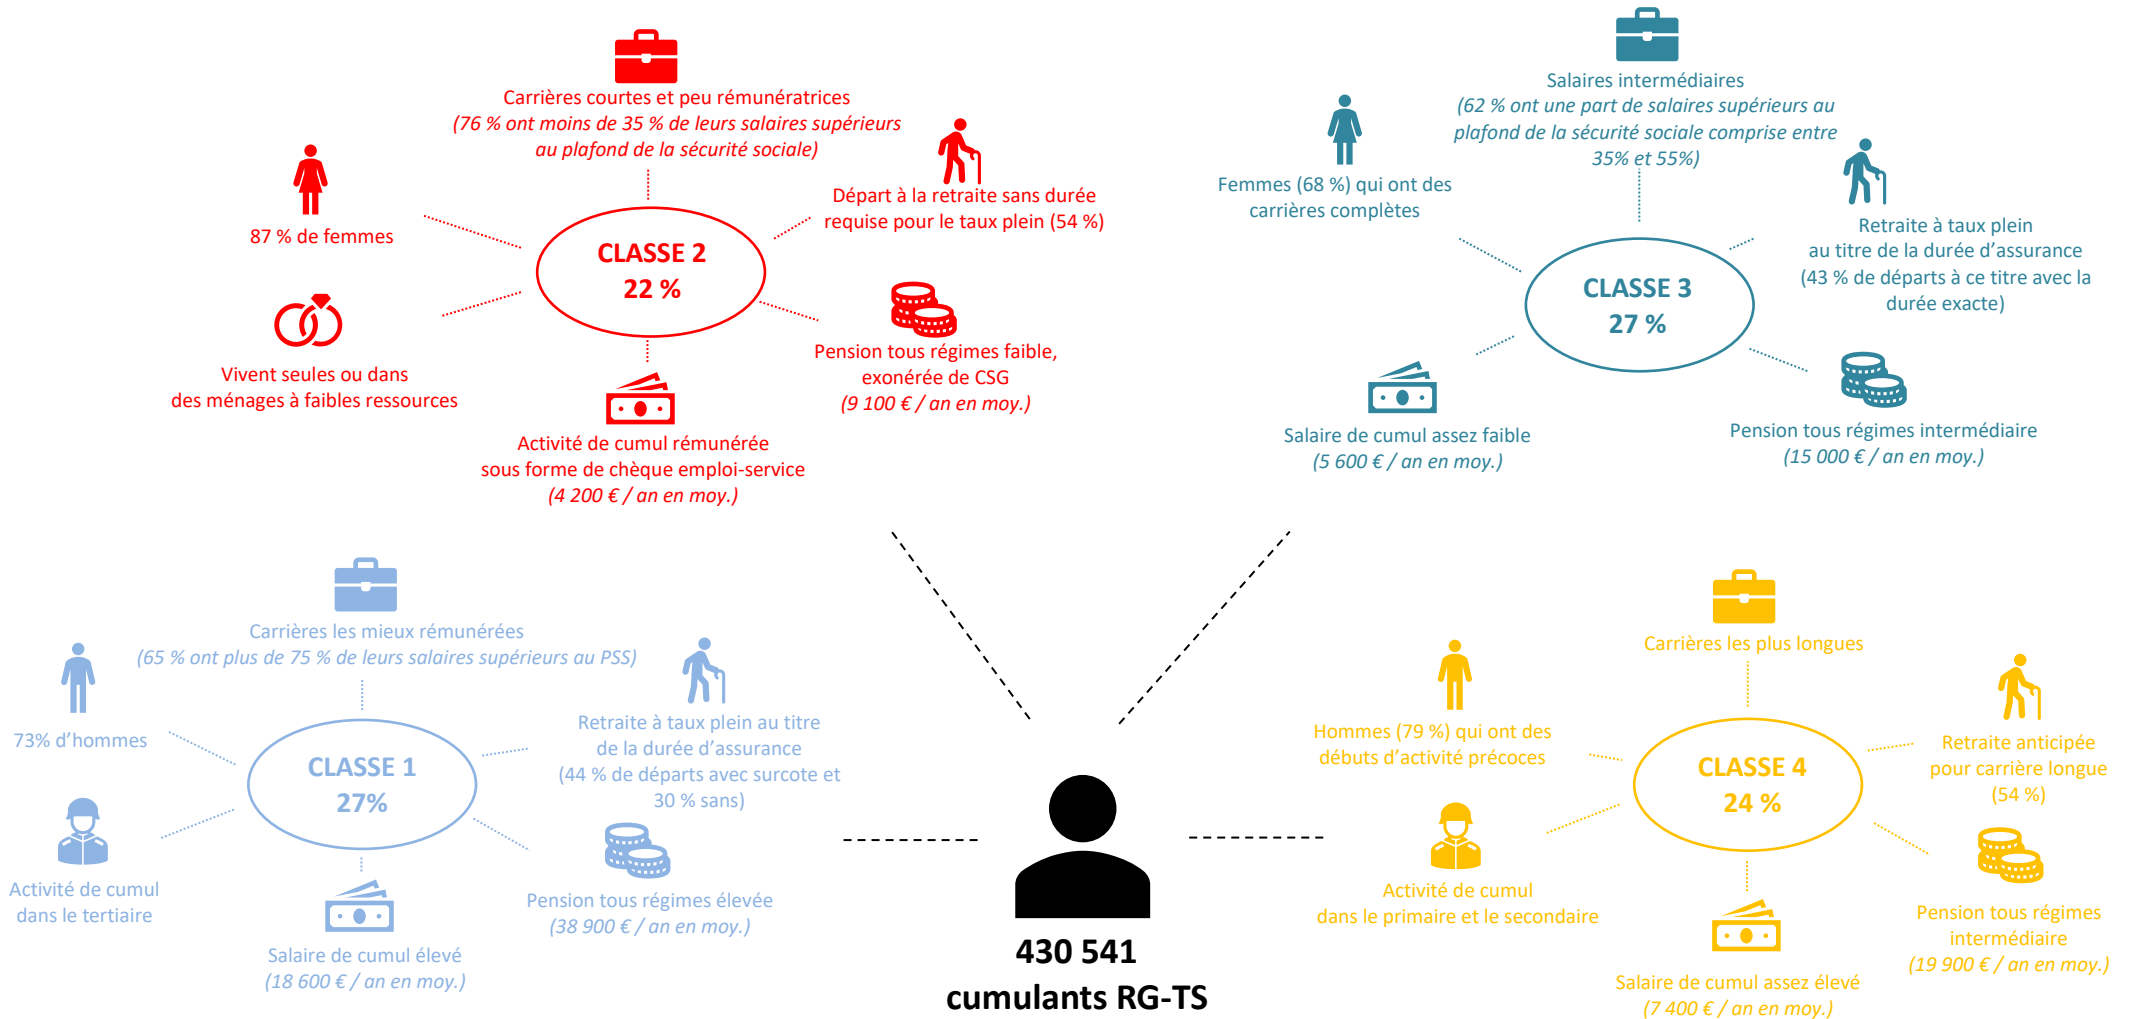 Carrières courtes et peu rémunératrices
(76 % ont moins de 35 % de leurs salaires supérieurs
au plafond de la sécurité sociale)
87 % de femmes
Départ à la retraite sans durée
requise pour le taux plein (54 %)
CLASSE 2
22 %
Vivent seules ou dans
des ménages à faibles ressources
Pension tous régimes faible,
exonérée de CSG
(9 100 € / an en moy.)
Activité de cumul rémunérée
sous forme de chèque emploi-service
(4 200 € / an en moy.)
Salaires intermédiaires
(62 % ont une part de salaires supérieurs au
plafond de la sécurité sociale comprise entre
35% et 55%)
Femmes (68 %) qui ont des
carrières complètes
Retraite à taux plein
au titre de la durée d'assurance
(43 % de départs à ce titre avec la
durée exacte)
CLASSE 3
27 %
Salaire de cumul assez faible
(5 600 € / an en moy.)
Pension tous régimes intermédiaire
(15 000 € / an en moy.)
Carrières les mieux rémunérées
(65 % ont plus de 75 % de leurs salaires supérieurs au PSS)
73% d'hommes
Retraite à taux plein au titre
de la durée d'assurance
(44 % de départs avec surcote et
30 % sans)
CLASSE 1
27%
Activité de cumul
dans le tertiaire
Pension tous régimes élevée
(38 900 € / an en moy.)
Salaire de cumul élevé
(18 600 € / an en moy.)
Carrières les plus longues
Hommes (79 %) qui ont des
débuts d'activité précoces
Retraite anticipée
pour carrière longue
(54 %)
CLASSE 4
24 %
Activité de cumul
dans le primaire et le secondaire
Pension tous régimes
intermédiaire
(19 900 € / an en moy.)
Salaire de cumul assez élevé
(7 400 € / an en moy.)
430 541
cumulants RG-TS